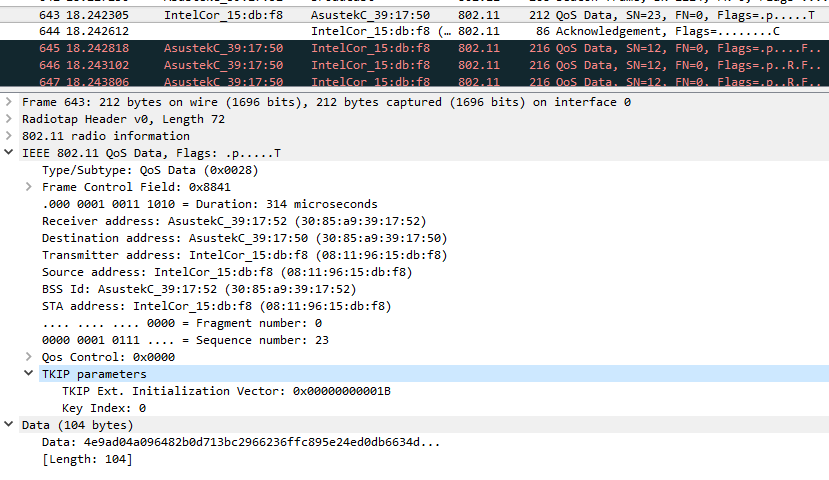 643 18.242305 IntelCor_15:db:f8 AsustekC_39:17:50 802.11 212 QoS Data, SN=23, FN=0, Flags=.p.....T
644 18.242612 IntelCor_15:db:f8 (… 802.11 86 Acknowledgement, Flags=........C
645 18.242818 AsustekC_39:17:50 IntelCor_15:db:f8 802.11 216 QoS Data, SN=12, FN=0, Flags=.p....F..
646 18.243102 AsustekC_39:17:50 IntelCor_15:db:f8 802.11 216 QoS Data, SN=12, FN=0, Flags=.p..R.F..
647 18.243806 AsustekC_39:17:50 IntelCor_15:db:f8 802.11 216 QoS Data, SN=12, FN=0, Flags=.p..R.F..
Frame 643: 212 bytes on wire (1696 bits), 212 bytes captured (1696 bits) on interface 0
Radiotap Header v0, Length 72
802.11 radio information
IEEE 802.11 QoS Data, Flags: .p.....T
Type/Subtype: QoS Data (0x0028)
Frame Control Field: 0x8841
.000 0001 0011 1010 = Duration: 314 microseconds
Receiver address: AsustekC_39:17:52 (30:85:a9:39:17:52)
Destination address: AsustekC_39:17:50 (30:85:a9:39:17:50)
Transmitter address: IntelCor_15:db:f8 (08:11:96:15:db:f8)
Source address: IntelCor_15:db:f8 (08:11:96:15:db:f8)
BSS Id: AsustekC_39:17:52 (30:85:a9:39:17:52)
STA address: IntelCor_15:db:f8 (08:11:96:15:db:f8)
.... .... .... 0000 = Fragment number: 0
0000 0001 0111 .... = Sequence number: 23
Qos Control: 0x0000
TKIP parameters
TKIP Ext. Initialization Vector: 0x00000000001B
Key Index: 0
Data (104 bytes)
Data: 4e9ad04a096482b0d713bc2966236ffc895e24ed0db6634d...
[Length: 104]